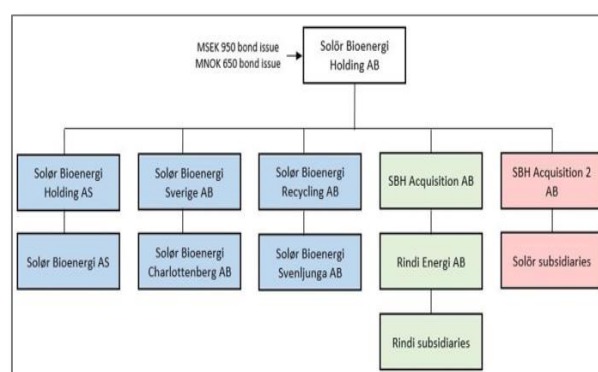 MSEK 950 bond issue
MNOK 650 bond issue
Solör Bioenergi
Holding AB
Solør Bioenergi
Holding AS
Solør Bioenergi
Sverige AB
Solør Bioenergi
Recycling AB
SBH Acquisition AB
SBH Acquisition 2
AB
Solør Bioenergi AS
Solør Bioenergi
Charlottenberg AB
Solør Bioenergi
Svenljunga AB
Rindi Energi AB
Solör subsidiaries
Rindi subsidiaries